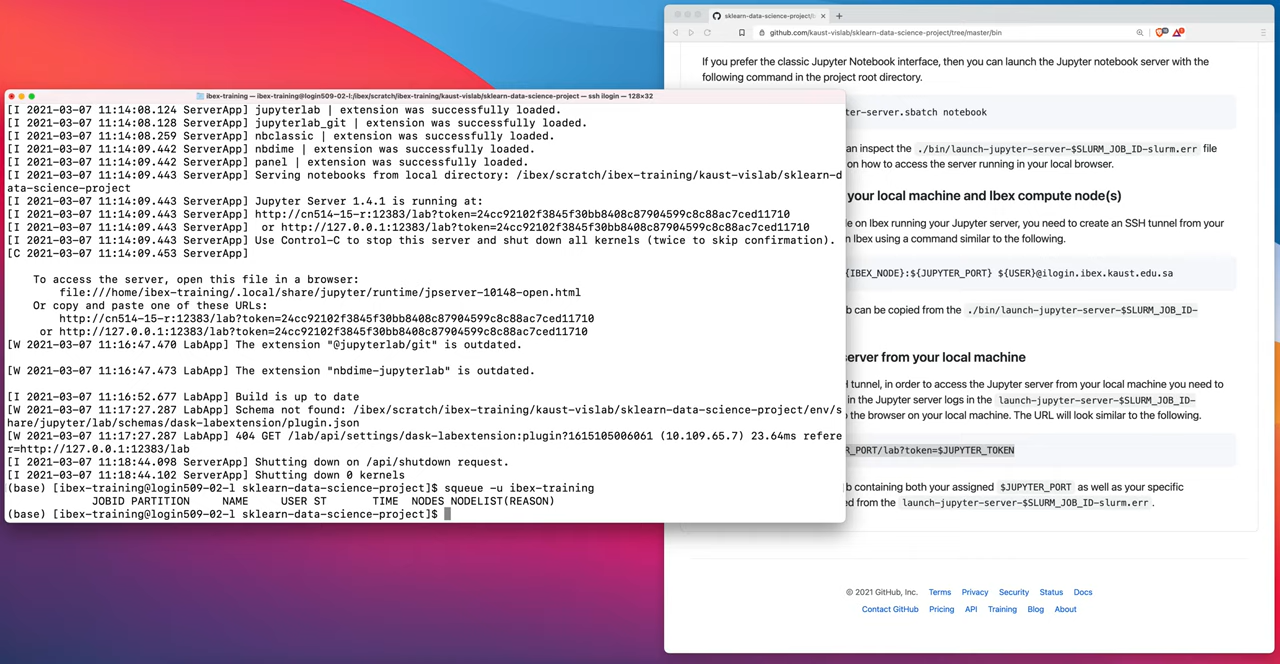 sklearn-data-science-project/b
github.com/kaust-vislab/sklearn-data-science-project/tree/master/bin
If you prefer the classic Jupyter Notebook interface, then you can launch the Jupyter notebook server with the
following command in the project root directory.
ter-server.sbatch notebook
an inspect the ./bin/launch-jupyter-server-$SLURM_JOB_ID-slurm.err file
on how to access the server running in your local browser.
your local machine and Ibex compute node(s)
e on Ibex running your Jupyter server, you need to create an SSH tunnel from your
n Ibex using a command similar to the following.
{IBEX_NODE}:${JUPYTER_PORT} ${USER}@ilogin.ibex.kaust.edu.sa
b can be copied from the ./bin/launch-jupyter-server-$SLURM_JOB_ID-
server from your local machine
H tunnel, in order to access the Jupyter server from your local machine you need to
in the Jupyter server logs in the launch-jupyter-server-$SLURM_JOB_ID-
o the browser on your local machine. The URL will look similar to the following.
R_PORT/lab?token=$JUPYTER_TOKEN
b containing both your assigned $JUPYTER_PORT as well as your specific
ed from the launch-jupyter-server-$SLURM_JOB_ID-slurm.err .
© 2021 GitHub, Inc. Terms Privacy Security Status Docs
Contact GitHub Pricing API Training Blog About
ibex-training — ibex-training@login509-02-l:/ibex/scratch/ibex-training/kaust-vislab/sklearn-data-science-project — ssh ilogin — 128×32
[I 2021-03-07 11:14:08.124 ServerApp] jupyterlab | extension was successfully loaded.
[I 2021-03-07 11:14:08.128 ServerApp] jupyterlab_git | extension was successfully loaded.
[I 2021-03-07 11:14:08.259 ServerApp] nbclassic | extension was successfully loaded.
[I 2021-03-07 11:14:09.442 ServerApp] nbdime | extension was successfully loaded.
[I 2021-03-07 11:14:09.442 ServerApp] panel | extension was successfully loaded.
[I 2021-03-07 11:14:09.443 ServerApp] Serving notebooks from local directory: /ibex/scratch/ibex-training/kaust-vislab/sklearn-d
ata-science-project
[I 2021-03-07 11:14:09.443 ServerApp] Jupyter Server 1.4.1 is running at:
[I 2021-03-07 11:14:09.443 ServerApp] http://cn514-15-r:12383/lab?token=24cc92102f3845f30bb8408c87904599c8c88ac7ced11710
[I 2021-03-07 11:14:09.443 ServerApp]  or http://127.0.0.1:12383/lab?token=24cc92102f3845f30bb8408c87904599c8c88ac7ced11710
[I 2021-03-07 11:14:09.443 ServerApp] Use Control-C to stop this server and shut down all kernels (twice to skip confirmation).
[C 2021-03-07 11:14:09.453 ServerApp]
To access the server, open this file in a browser:
file:///home/ibex-training/.local/share/jupyter/runtime/jpserver-10148-open.html
Or copy and paste one of these URLs:
http://cn514-15-r:12383/lab?token=24cc92102f3845f30bb8408c87904599c8c88ac7ced11710
or http://127.0.0.1:12383/lab?token=24cc92102f3845f30bb8408c87904599c8c88ac7ced11710
[W 2021-03-07 11:16:47.470 LabApp] The extension "@jupyterlab/git" is outdated.
[W 2021-03-07 11:16:47.473 LabApp] The extension "nbdime-jupyterlab" is outdated.
[I 2021-03-07 11:16:52.677 LabApp] Build is up to date
[W 2021-03-07 11:17:27.287 LabApp] Schema not found: /ibex/scratch/ibex-training/kaust-vislab/sklearn-data-science-project/env/s
hare/jupyter/lab/schemas/dask-labextension/plugin.json
[W 2021-03-07 11:17:27.287 LabApp] 404 GET /lab/api/settings/dask-labextension:plugin?1615105006061 (10.109.65.7) 23.64ms refere
r=http://127.0.0.1:12383/lab
[I 2021-03-07 11:18:44.098 ServerApp] Shutting down on /api/shutdown request.
[I 2021-03-07 11:18:44.102 ServerApp] Shutting down 0 kernels
(base) [ibex-training@login509-02-l sklearn-data-science-project]$ squeue -u ibex-training
JOBID PARTITION NAME USER ST TIME NODES NODELIST(REASON)
(base) [ibex-training@login509-02-l sklearn-data-science-project]$